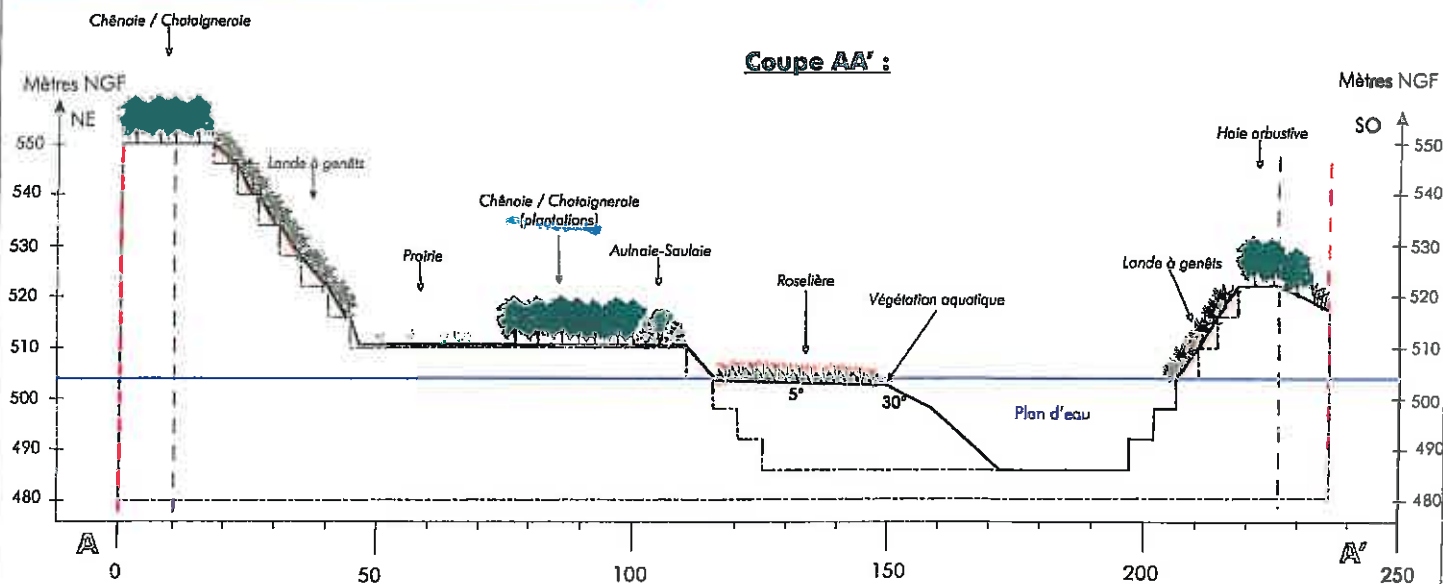 Chênaie / Chataigneraie
Coupe AA' :
Mètres NGF
Mètres NGF
NE
SO
Haie arbustive
550
550
Lande à genêts
540
540
Chênaie / Chataigneraie
(plantations)
530
530
Prairie
Aulnaie-Saulaie
Lande à genêts
Roselière
520
520
Végétation aquatique
510
510
500
500
5°
30°
Plan d'eau
490
490
480
480
A
A'
0
50
100
150
200
250